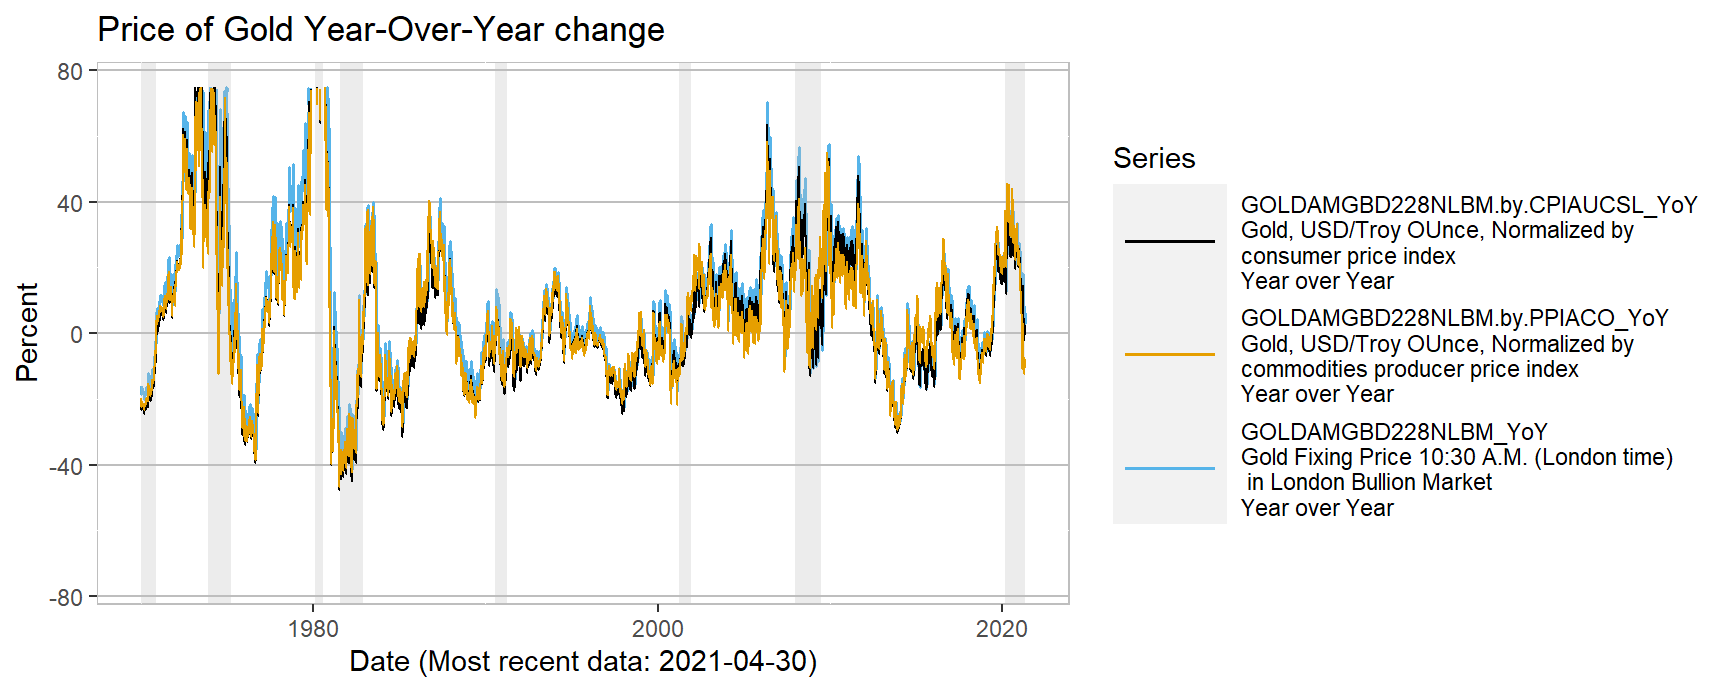 Price of Gold Year-Over-Year change
80
40
0
-40
-80
Percent
1980
2000
2020
Date (Most recent data: 2021-04-30)
Series
GOLDAMGBD228NLBM.by.CPIAUCSL_YoY
Gold, USD/Troy OUnce, Normalized by
consumer price index
Year over Year
GOLDAMGBD228NLBM.by.PPIACO_YoY
Gold, USD/Troy OUnce, Normalized by
commodities producer price index
Year over Year
GOLDAMGBD228NLBM_YoY
Gold Fixing Price 10:30 A.M. (London time)
in London Bullion Market
Year over Year